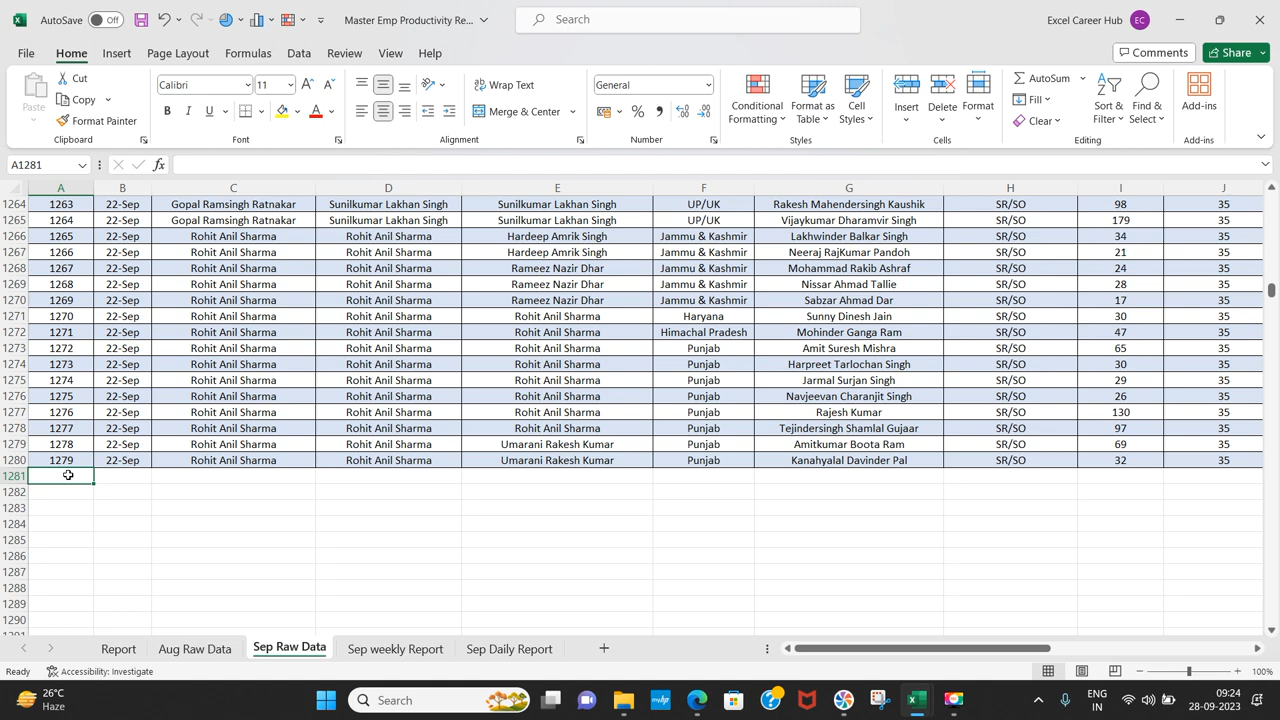 AutoSave Off Master Emp Productivity Re... Search Excel Career Hub EC
File Home Insert Page Layout Formulas Data Review View Help Comments Share
Paste Cut Copy Format Painter Clipboard
Calibri 11 B I U A Font
Wrap Text Merge & Center Alignment
General % , Number
Conditional Formatting Format as Table Cell Styles Styles
Insert Delete Format Cells
AutoSum Fill Clear Sort & Filter Find & Select Editing
Add-ins Add-ins
A1281 fx
A B C D E F G H I J
1264 1263 22-Sep Gopal Ramsingh Ratnakar Sunilkumar Lakhan Singh Sunilkumar Lakhan Singh UP/UK Rakesh Mahendersingh Kaushik SR/SO 98 35
1265 1264 22-Sep Gopal Ramsingh Ratnakar Sunilkumar Lakhan Singh Sunilkumar Lakhan Singh UP/UK Vijaykumar Dharamvir Singh SR/SO 179 35
1266 1265 22-Sep Rohit Anil Sharma Rohit Anil Sharma Hardeep Amrik Singh Jammu & Kashmir Lakhwinder Balkar Singh SR/SO 34 35
1267 1266 22-Sep Rohit Anil Sharma Rohit Anil Sharma Hardeep Amrik Singh Jammu & Kashmir Neeraj RajKumar Pandoh SR/SO 21 35
1268 1267 22-Sep Rohit Anil Sharma Rohit Anil Sharma Rameez Nazir Dhar Jammu & Kashmir Mohammad Rakib Ashraf SR/SO 24 35
1269 1268 22-Sep Rohit Anil Sharma Rohit Anil Sharma Rameez Nazir Dhar Jammu & Kashmir Nissar Ahmad Tallie SR/SO 28 35
1270 1269 22-Sep Rohit Anil Sharma Rohit Anil Sharma Rameez Nazir Dhar Jammu & Kashmir Sabzar Ahmad Dar SR/SO 17 35
1271 1270 22-Sep Rohit Anil Sharma Rohit Anil Sharma Rohit Anil Sharma Haryana Sunny Dinesh Jain SR/SO 30 35
1272 1271 22-Sep Rohit Anil Sharma Rohit Anil Sharma Rohit Anil Sharma Himachal Pradesh Mohinder Ganga Ram SR/SO 47 35
1273 1272 22-Sep Rohit Anil Sharma Rohit Anil Sharma Rohit Anil Sharma Punjab Amit Suresh Mishra SR/SO 65 35
1274 1273 22-Sep Rohit Anil Sharma Rohit Anil Sharma Rohit Anil Sharma Punjab Harpreet Tarlochan Singh SR/SO 30 35
1275 1274 22-Sep Rohit Anil Sharma Rohit Anil Sharma Rohit Anil Sharma Punjab Jarmal Surjan Singh SR/SO 29 35
1276 1275 22-Sep Rohit Anil Sharma Rohit Anil Sharma Rohit Anil Sharma Punjab Navjeevan Charanjit Singh SR/SO 26 35
1277 1276 22-Sep Rohit Anil Sharma Rohit Anil Sharma Rohit Anil Sharma Punjab Rajesh Kumar SR/SO 130 35
1278 1277 22-Sep Rohit Anil Sharma Rohit Anil Sharma Rohit Anil Sharma Punjab Tejindersingh Shamlal Gujaar SR/SO 97 35
1279 1278 22-Sep Rohit Anil Sharma Rohit Anil Sharma Umarani Rakesh Kumar Punjab Amitkumar Boota Ram SR/SO 69 35
1280 1279 22-Sep Rohit Anil Sharma Rohit Anil Sharma Umarani Rakesh Kumar Punjab Kanahyalal Davinder Pal SR/SO 32 35
1281
1282
1283
1284
1285
1286
1287
1288
1289
1290
1291
Report Aug Raw Data Sep Raw Data Sep weekly Report Sep Daily Report
Ready Accessibility: Investigate 100%
26°C Haze Search ENG IN 09:24 28-09-2023